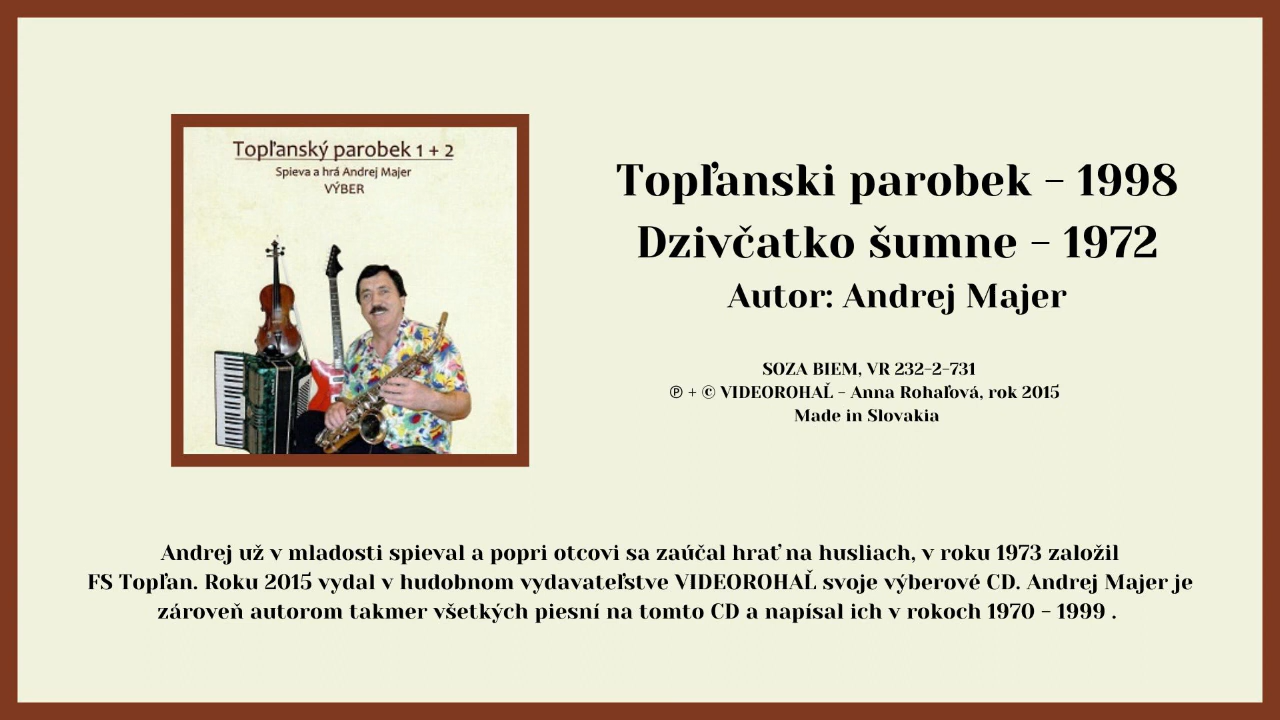 Topľanský parobek 1 + 2
Spieva a hrá Andrej Majer
VÝBER
Topľanski parobek - 1998
Dzivčatko šumne - 1972
Autor: Andrej Majer
SOZA BIEM, VR 232-2-731
℗ + © VIDEOROHAĽ - Anna Rohaľová, rok 2015
Made in Slovakia
Andrej už v mladosti spieval a popri otcovi sa zaúčal hrať na husliach, v roku 1973 založil
FS Topľan. Roku 2015 vydal v hudobnom vydavateľstve VIDEOROHAĽ svoje výberové CD. Andrej Majer je
zároveň autorom takmer všetkých piesní na tomto CD a napísal ich v rokoch 1970 - 1999 .